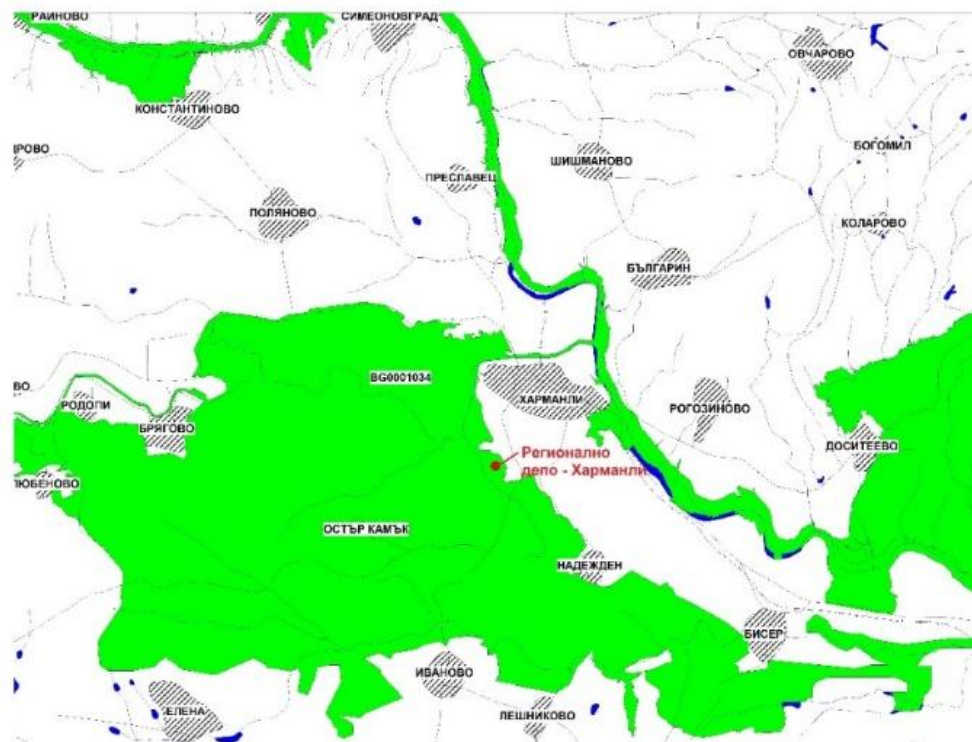 РАЙНОВО
СИМЕОНОВГРАД
ОВЧАРОВО
КОНСТАНТИНОВО
БОГОМИЛ
ШИШМАНОВО
ПРЕСЛАВЕЦ
ПОЛЯНОВО
КОЛАРОВО
БЪЛГАРИН
BG0001034
ХАРМАНЛИ
РОДОПИ
РОГОЗИНОВО
БРЯГОВО
ДОСИТЕЕВО
Регионално
депо - Харманли
ЛЮБЕНОВО
ОСТЪР КАМЪК
НАДЕЖДЕН
БИСЕР
ИВАНОВО
ЛЕШНИКОВО